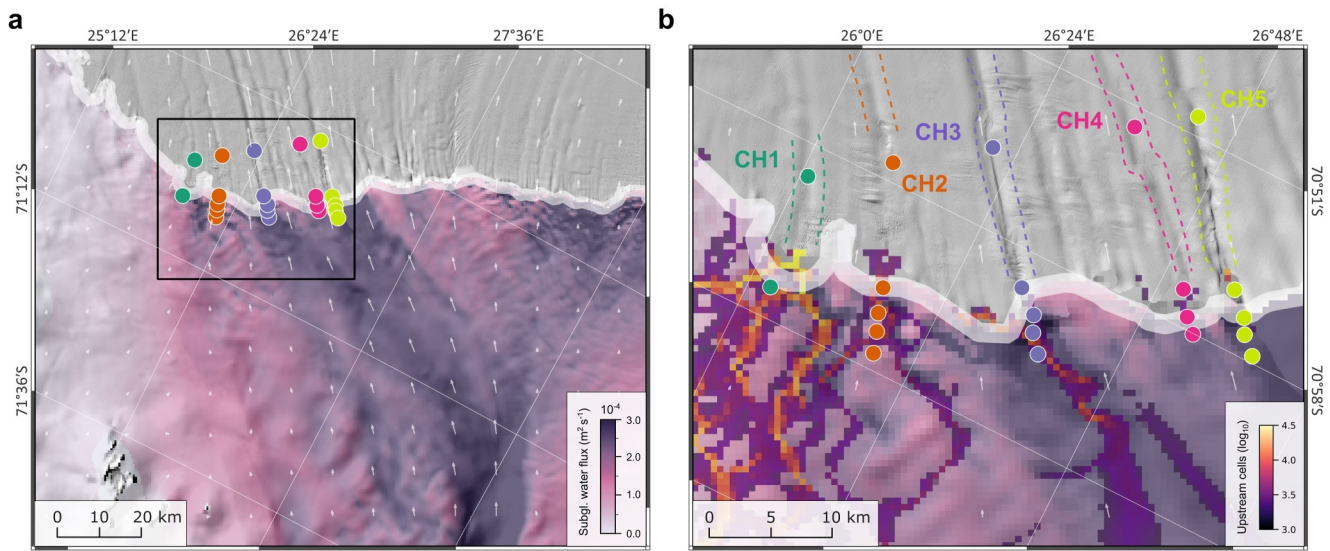 a
25°12′E 26°24′E 27°36′E
71°12′S
71°36′S
0 10 20 km
Subgl. water flux (m² s⁻¹)
10⁻⁴
3.0
2.0
1.0
0.0
b
26°0′E 26°24′E 26°48′E
CH1
CH2
CH3
CH4
CH5
70°51′S
70°58′S
0 5 10 km
Upstream cells (log₁₀)
4.5
4.0
3.5
3.0